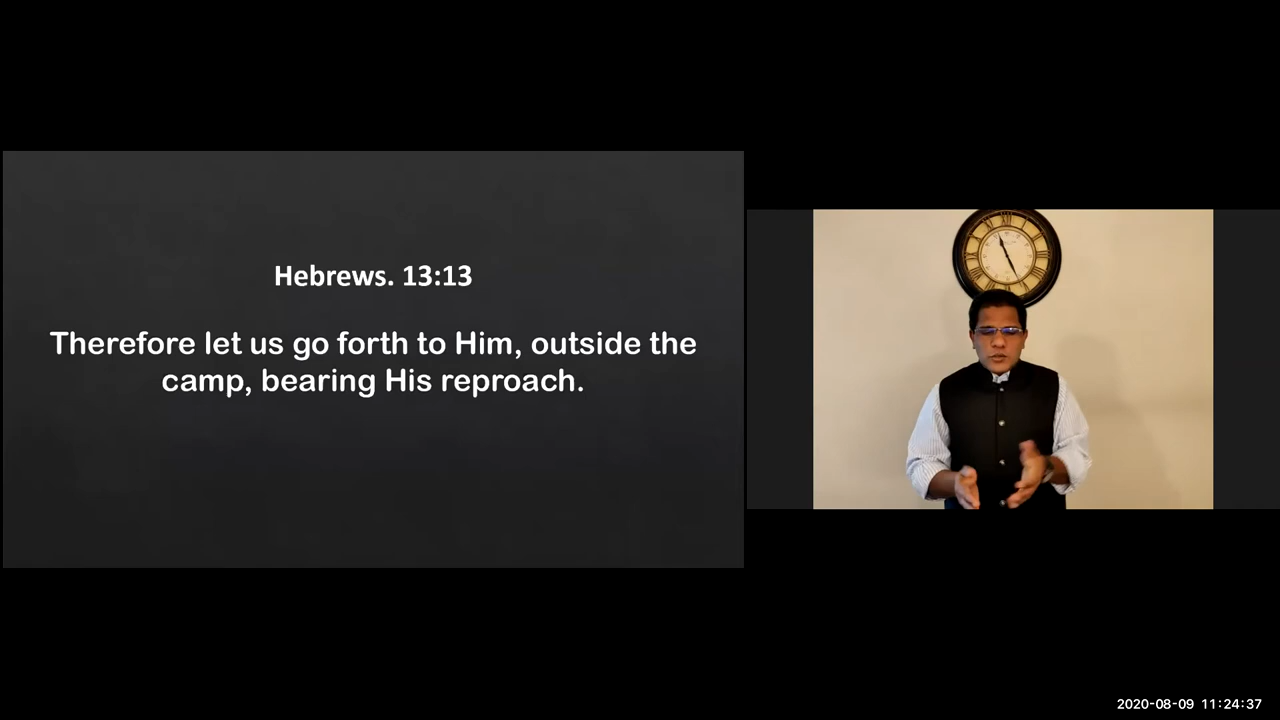 Hebrews. 13:13
Therefore let us go forth to Him, outside the
camp, bearing His reproach.
2020-08-09 11:24:37